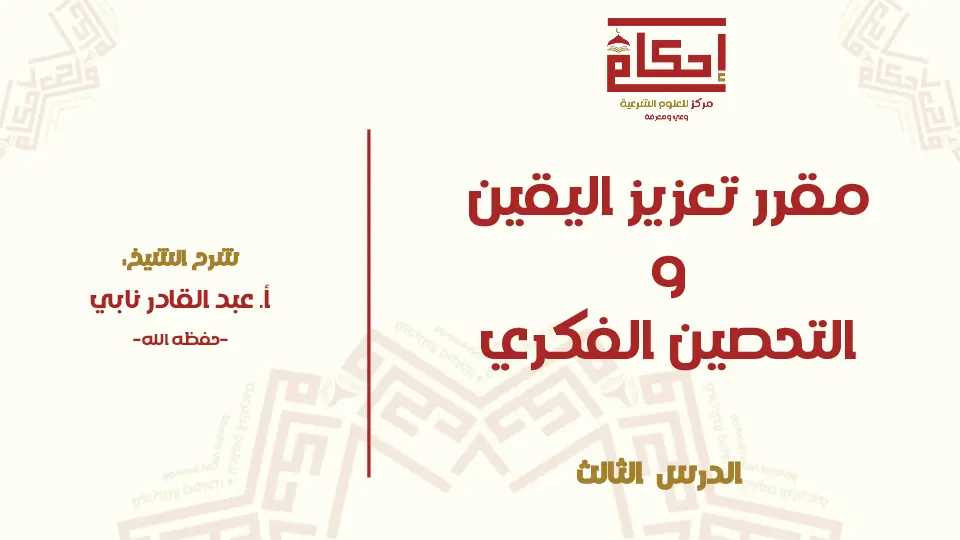 إحكام
مركز للعلوم الشرعية
وعي ومعرفة
مقرر تعزيز اليقين
و
التحصين الفكري
الدرس الثالث
شرح الشيخ:
أ. عبد القادر نابي
-حفظه الله-